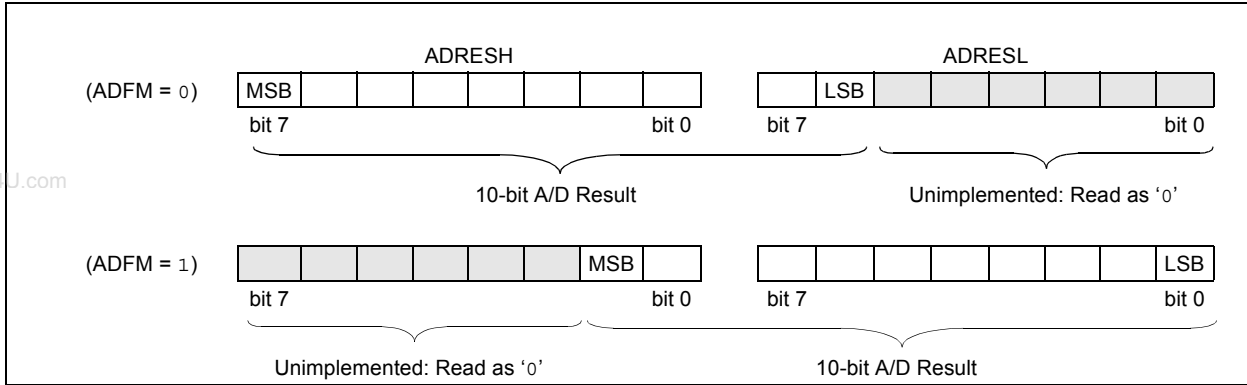 ADRESH ADRESL
(ADFM = 0) MSB LSB
bit 7 bit 0 bit 7 bit 0
U.com
10-bit A/D Result Unimplemented: Read as ‘0’
(ADFM = 1) MSB LSB
bit 7 bit 0 bit 7 bit 0
Unimplemented: Read as ‘0’ 10-bit A/D Result